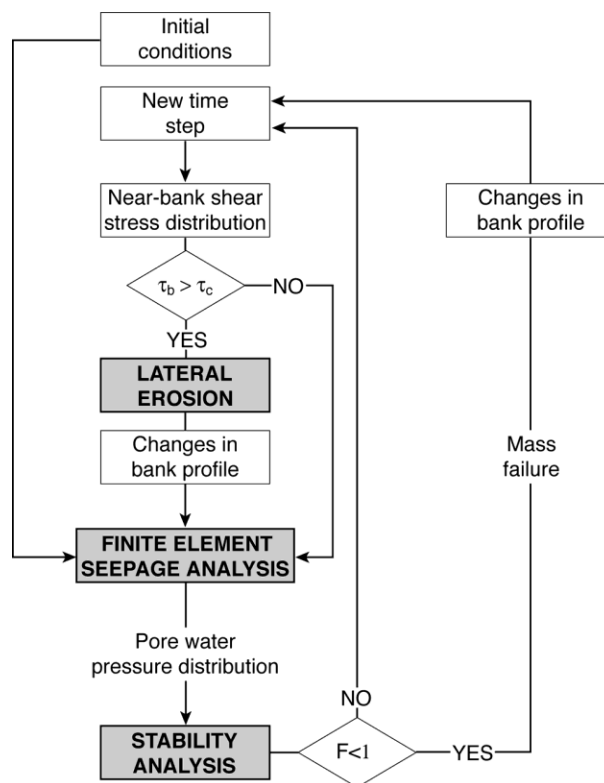 Initial
conditions
New time
step
Near-bank shear
stress distribution
Changes in
bank profile
τb > τc
NO
YES
LATERAL
EROSION
Changes in
bank profile
Mass
failure
FINITE ELEMENT
SEEPAGE ANALYSIS
Pore water
pressure distribution
NO
STABILITY
ANALYSIS
F<1
YES